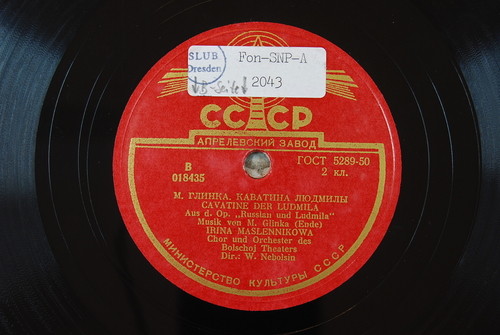 SLUB
Dresden
Fon-SNP-A
2043
СССР
АПРЕЛЕВСКИЙ ЗАВОД
В
018435
ГОСТ 5289-50
2 кл.
М. ГЛИНКА. КАВАТИНА ЛЮДМИЛЫ
CAVATINE DER LUDMILA
Aus d. Op. „Russlan und Ludmila"
Musik von M. Glinka (Ende)
IRINA MASLENNIKOWA
Chor und Orchester des
Bolschoj Theaters
Dir.: W. Nebolsin
МИНИСТЕРСТВО КУЛЬТУРЫ СССР